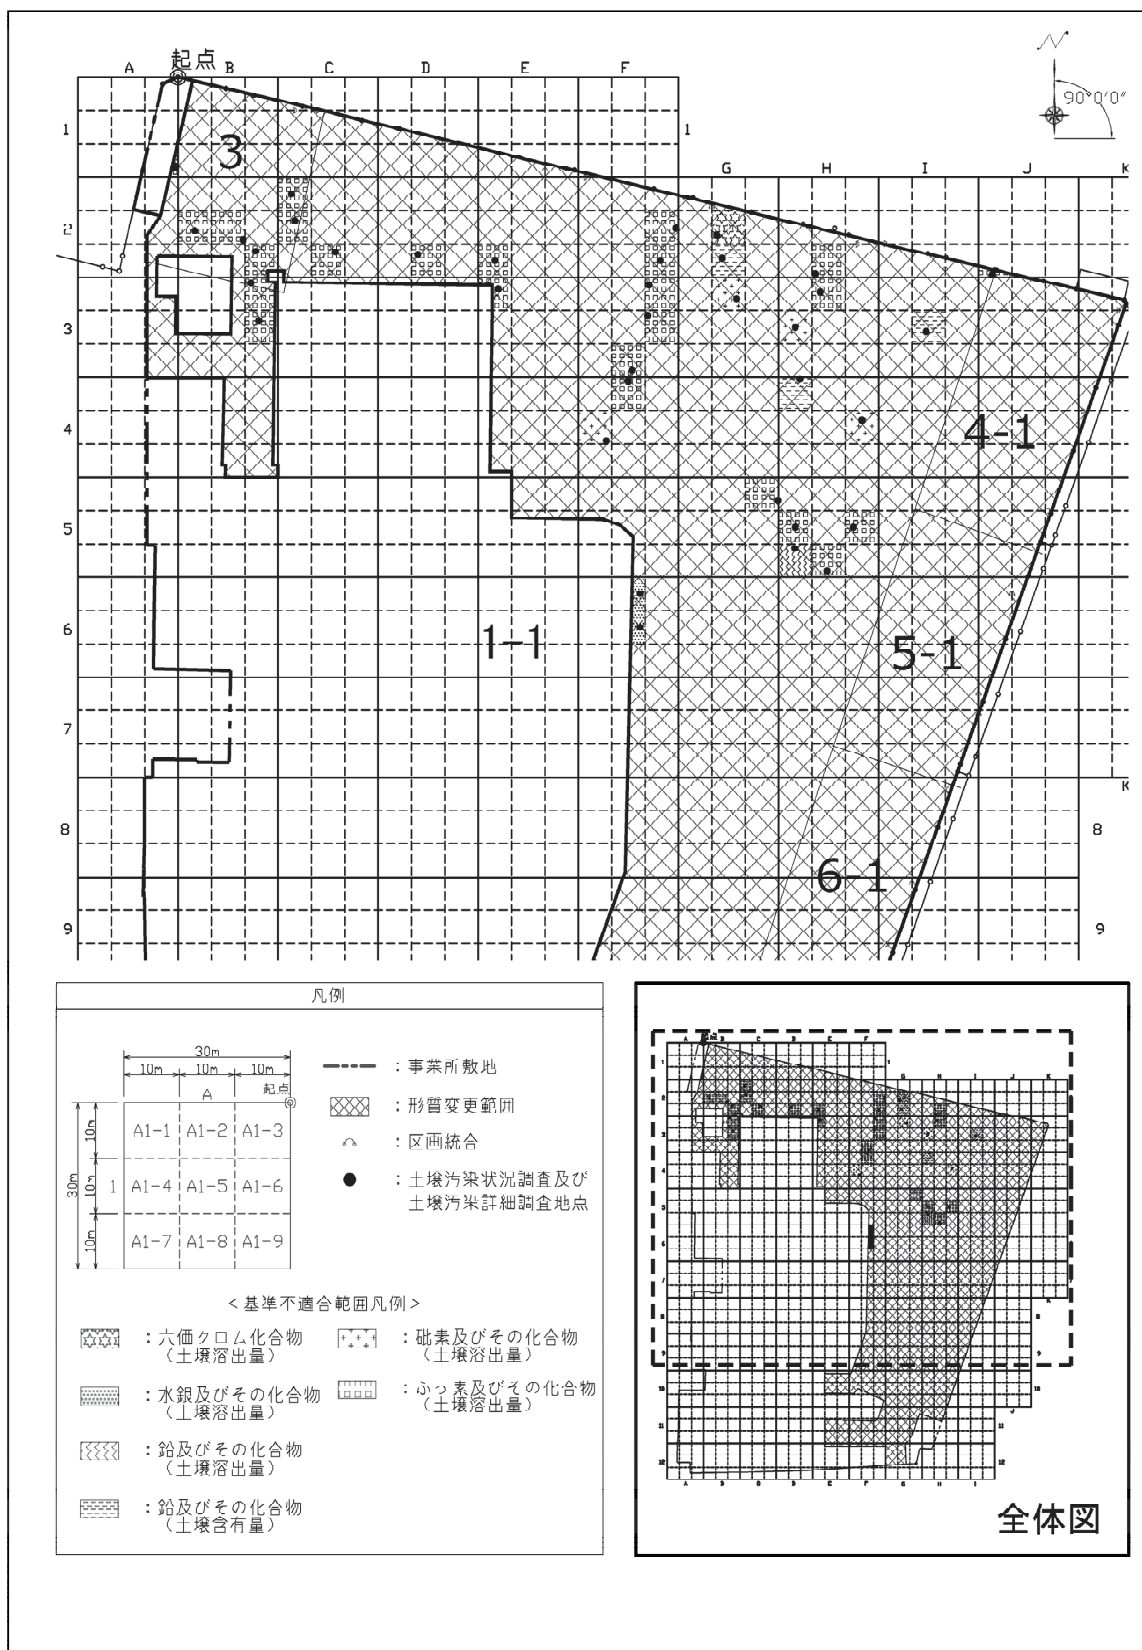 起点
A B C D E F
N
90°0'0"
1 1
G H I J K
3
2
3
4
4-1
5
6
1-1
5-1
7
K
8 8
6-1
9 9
凡例
30m
10m 10m 10m
A
起点
30m
10m
10m
10m
1
A1-1 A1-2 A1-3
A1-4 A1-5 A1-6
A1-7 A1-8 A1-9
：事業所敷地
：形質変更範囲
：区画統合
：土壌汚染状況調査及び
土壌汚染詳細調査地点
＜基準不適合範囲凡例＞
：六価クロム化合物
（土壌溶出量）
：砒素及びその化合物
（土壌溶出量）
：水銀及びその化合物
（土壌溶出量）
：ふっ素及びその化合物
（土壌溶出量）
：鉛及びその化合物
（土壌溶出量）
：鉛及びその化合物
（土壌含有量）
全体図